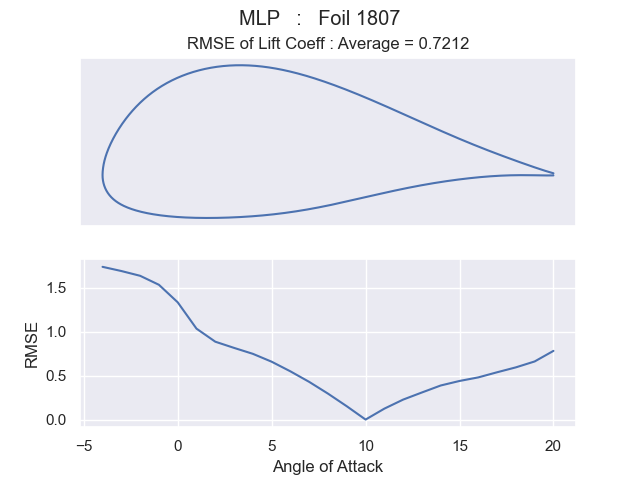 MLP : Foil 1807
RMSE of Lift Coeff : Average = 0.7212
1.5
1.0
0.5
0.0
RMSE
−5 0 5 10 15 20
Angle of Attack